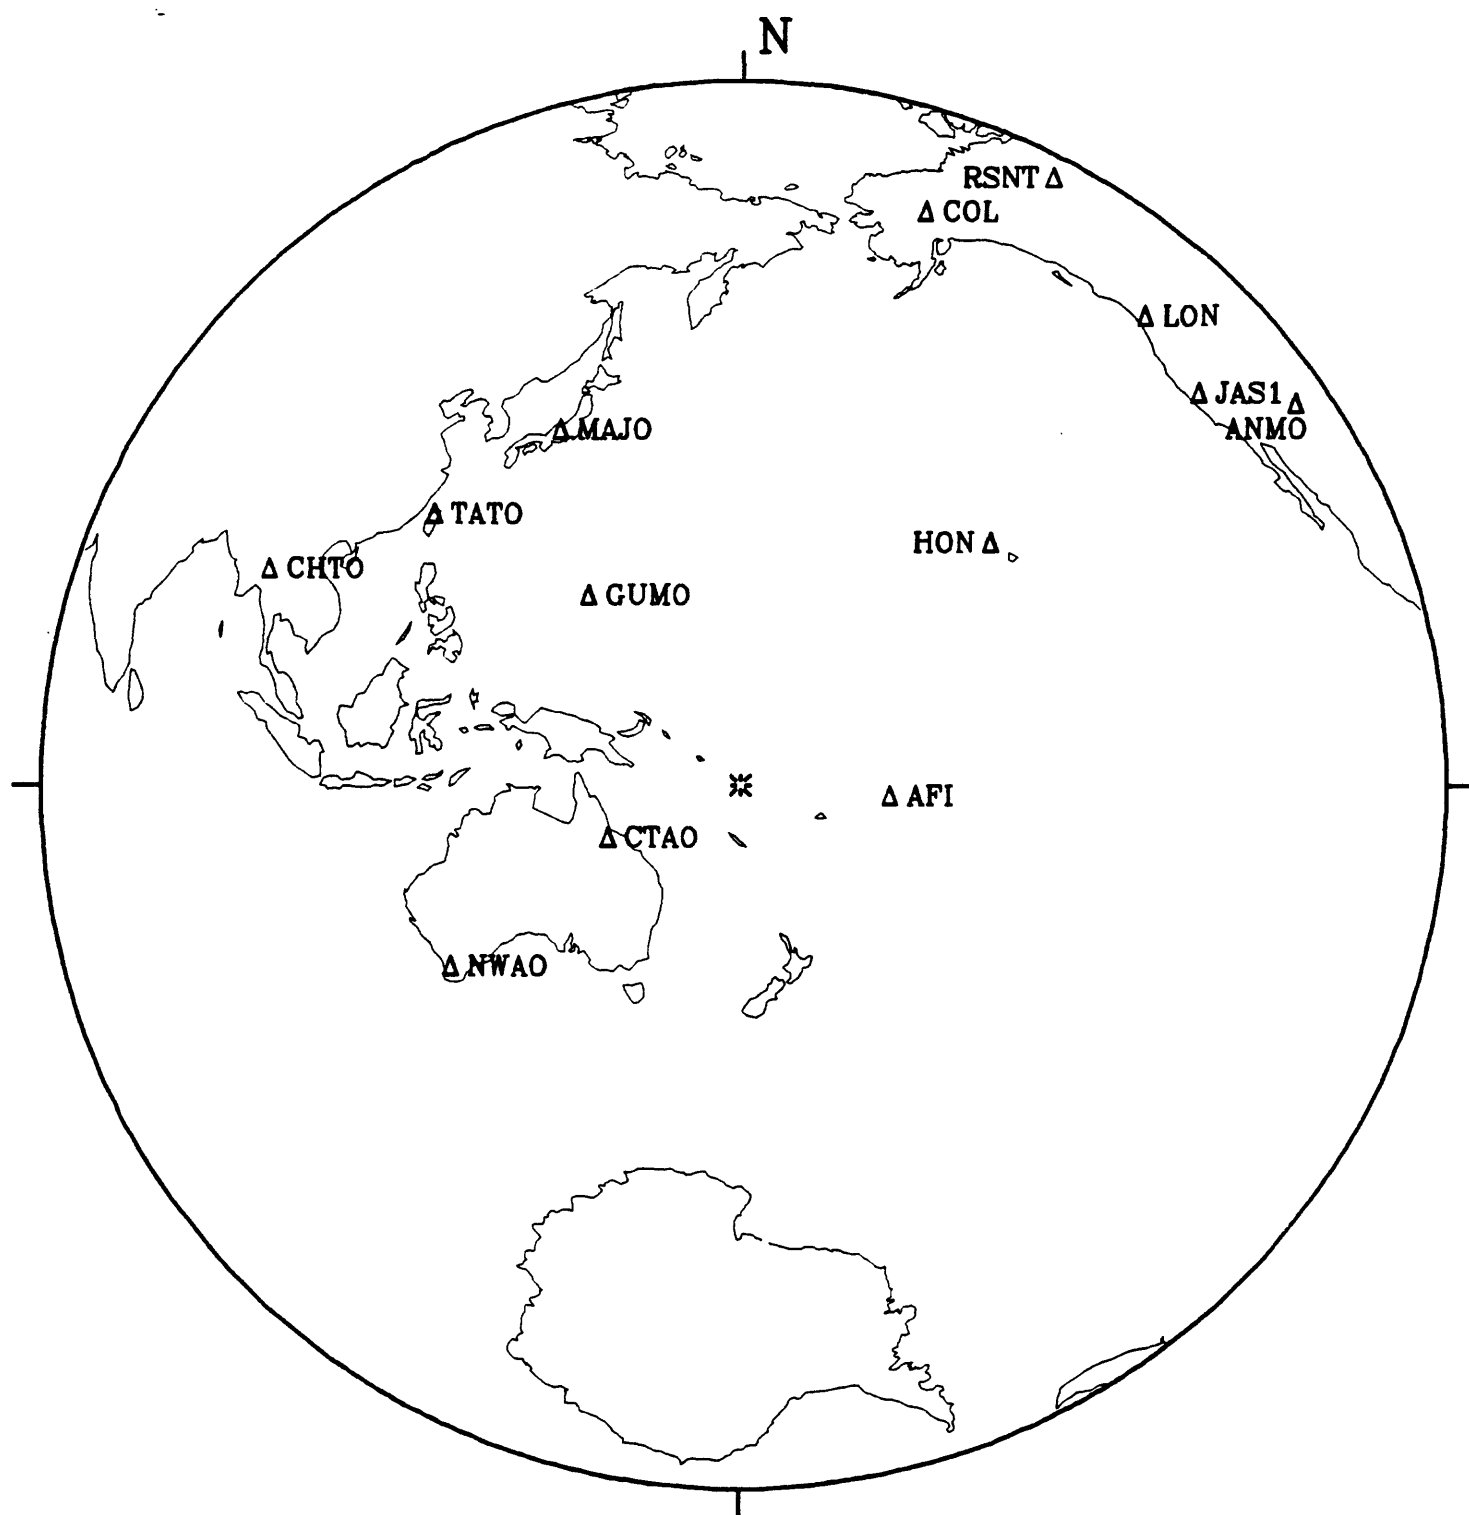 N
RSNT
COL
LON
JAS1
ANMO
MAJO
TATO
HON
CHTO
GUMO
AFI
CTAO
NWAO